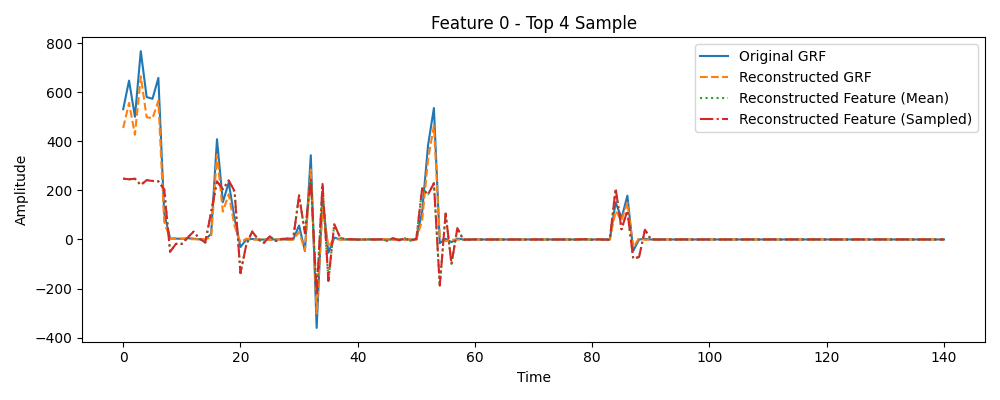 Feature 0 - Top 4 Sample
Original GRF
Reconstructed GRF
Reconstructed Feature (Mean)
Reconstructed Feature (Sampled)
Amplitude
800
600
400
200
0
−200
−400
0 20 40 60 80 100 120 140
Time